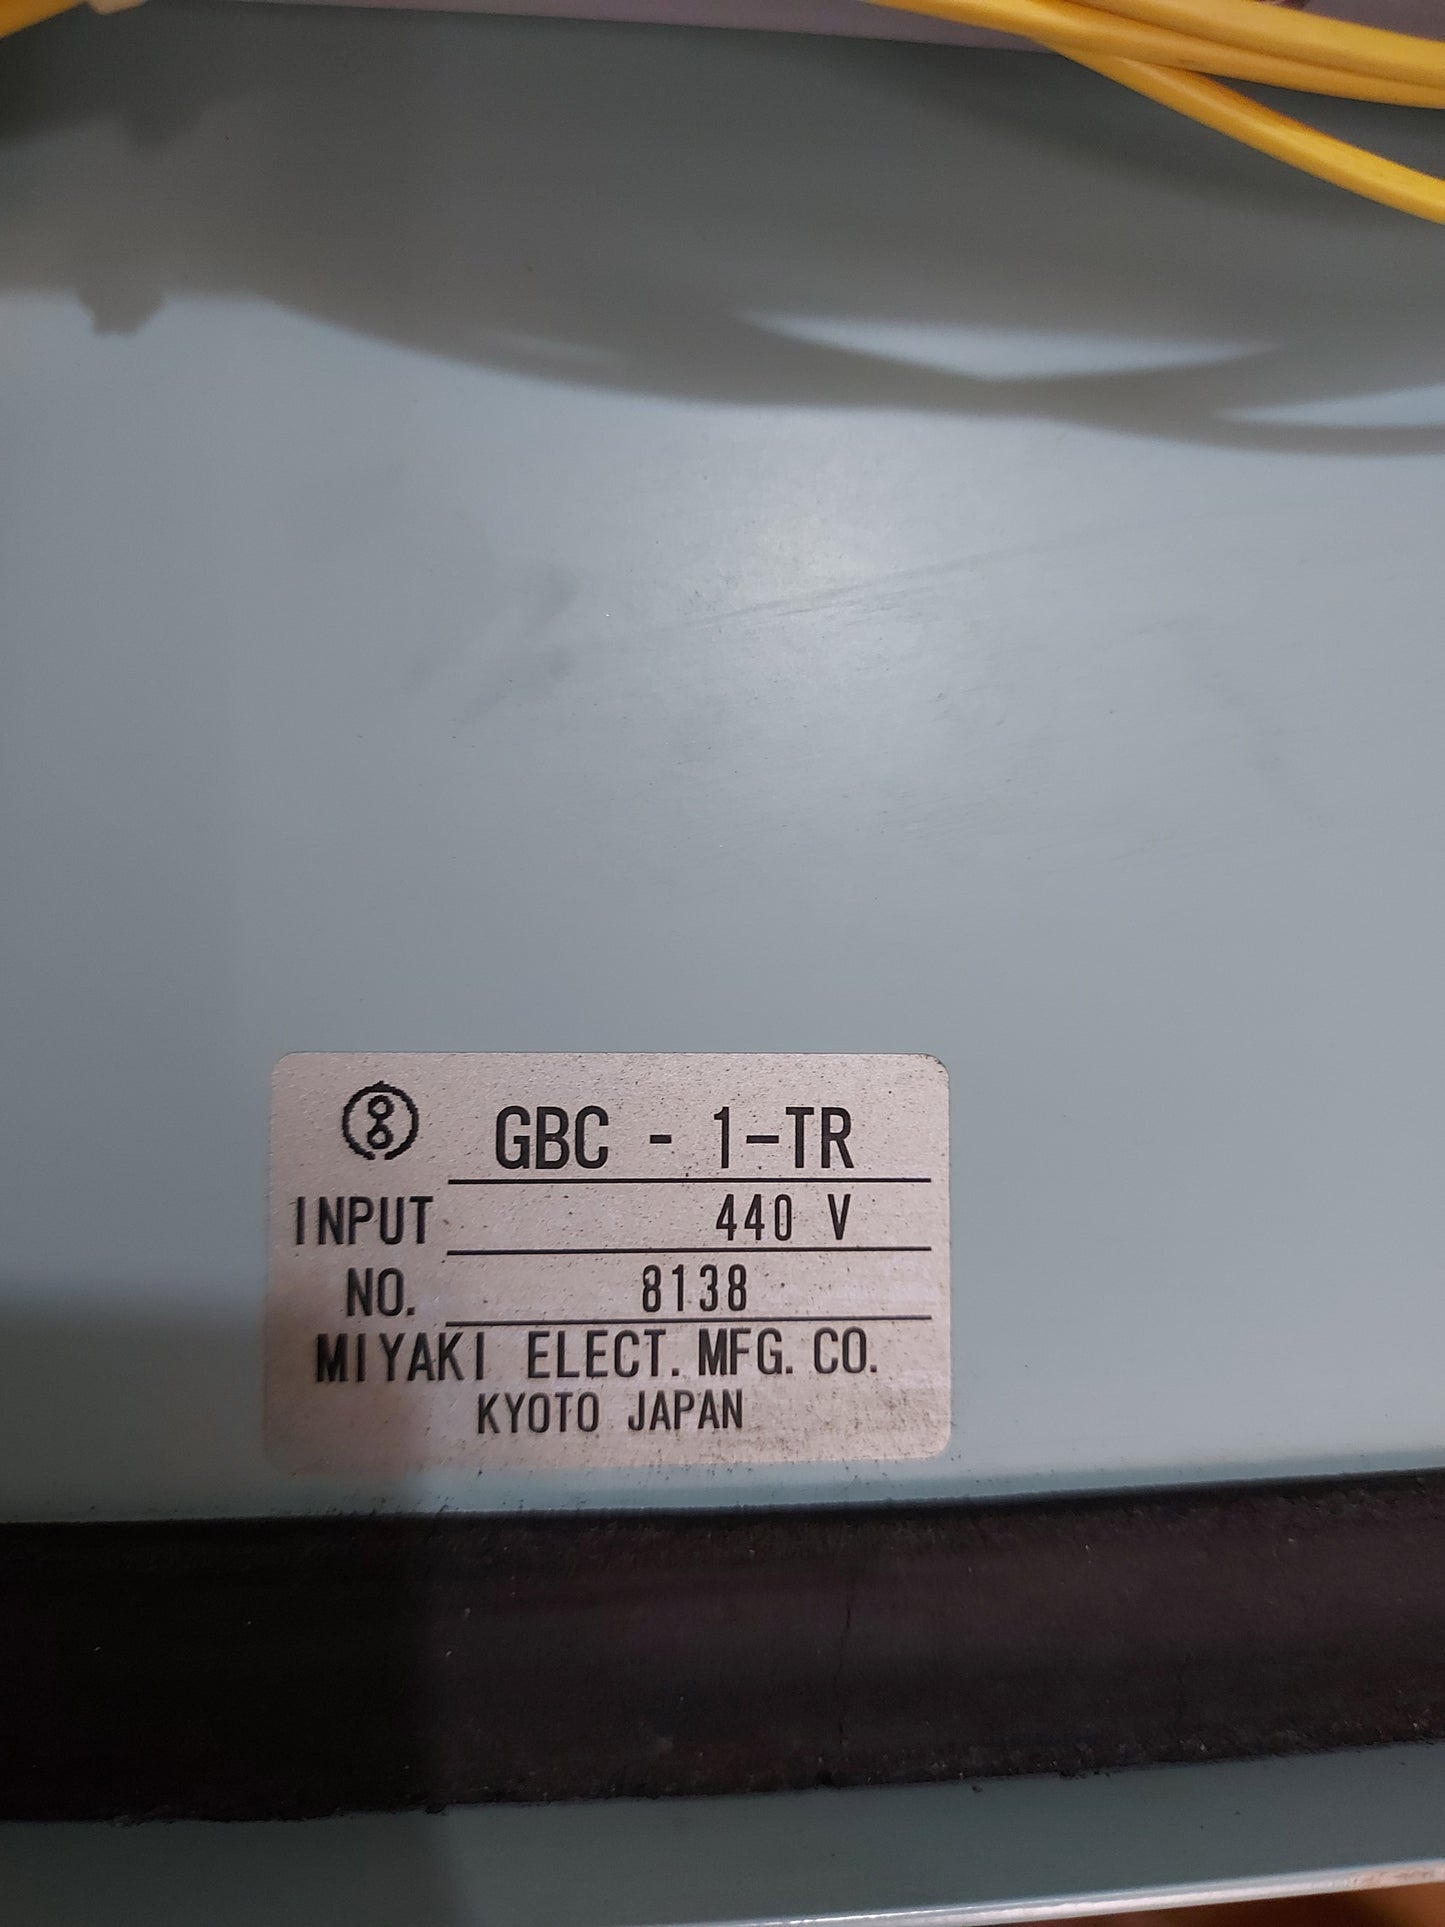 GBC - 1-TR
INPUT 440 V
NO. 8138
MIYAKI ELECT. MFG. CO.
KYOTO JAPAN